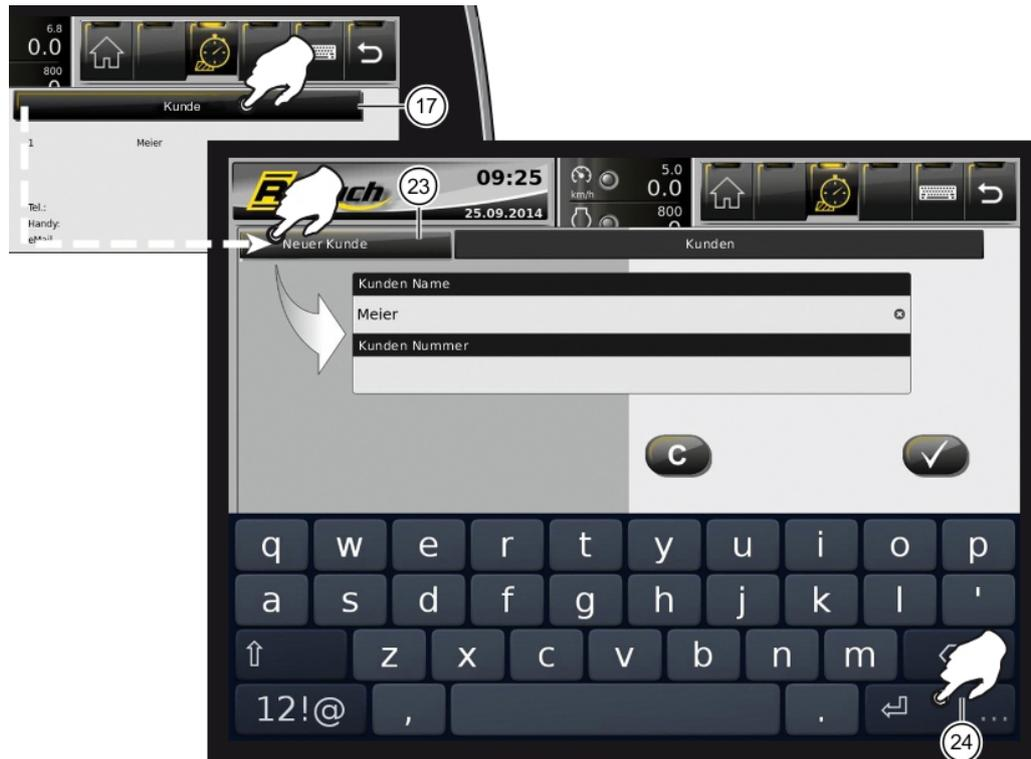 6.8
0.0
800
Kunde
17
1 Meier
Tel.:
Handy:
eMail
23
09:25
25.09.2014
km/h
5.0
0.0
800
Neuer Kunde
Kunden
Kunden Name
Meier
Kunden Nummer
C
q w e r t y u i o p
a s d f g h j k l '
z x c v b n m
12!@ , . ...
24